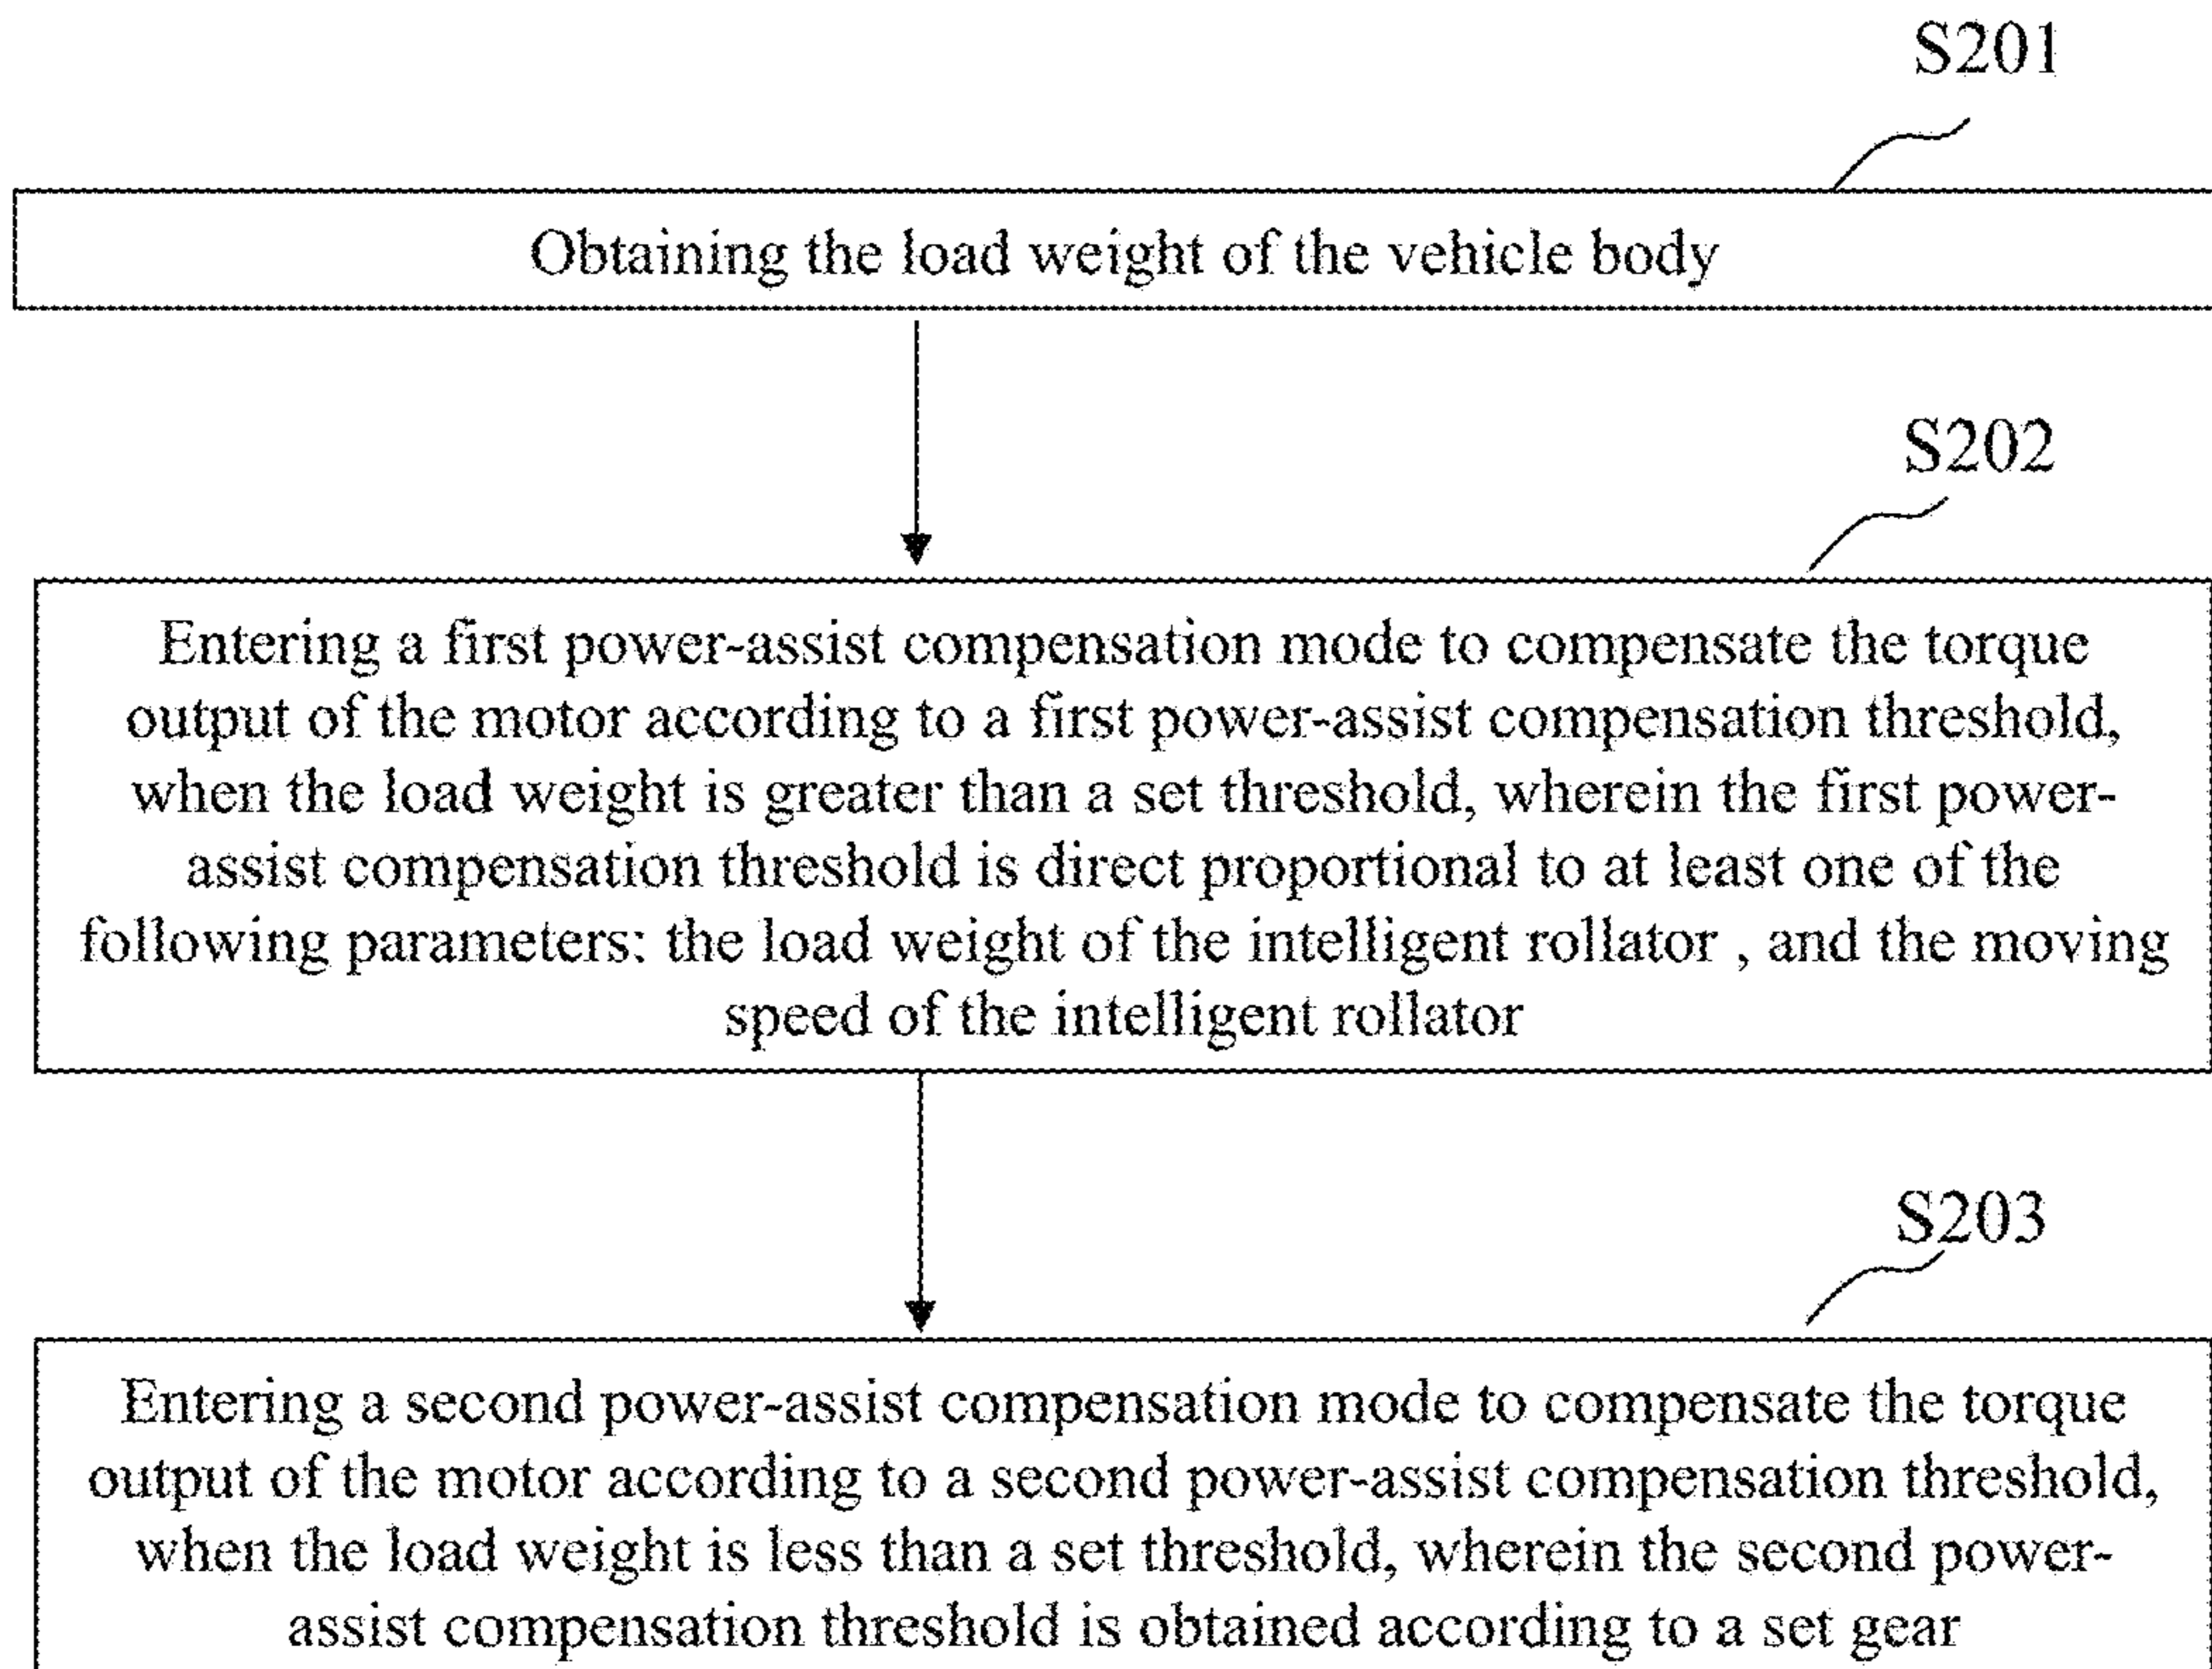 S201
Obtaining the load weight of the vehicle body
S202
Entering a first power-assist compensation mode to compensate the torque
output of the motor according to a first power-assist compensation threshold,
when the load weight is greater than a set threshold, wherein the first power-
assist compensation threshold is direct proportional to at least one of the
following parameters: the load weight of the intelligent rollator , and the moving
speed of the intelligent rollator
S203
Entering a second power-assist compensation mode to compensate the torque
output of the motor according to a second power-assist compensation threshold,
when the load weight is less than a set threshold, wherein the second power-
assist compensation threshold is obtained according to a set gear